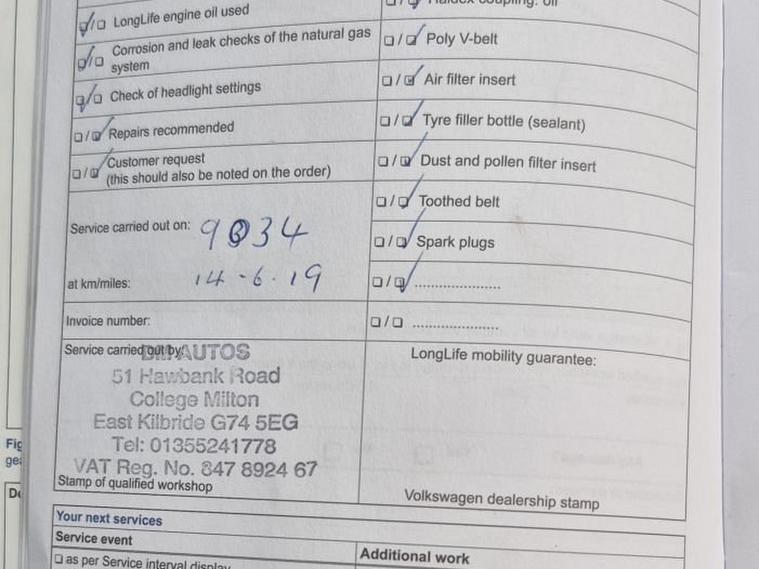 LongLife engine oil used
Corrosion and leak checks of the natural gas
system
Check of headlight settings
Repairs recommended
Customer request
(this should also be noted on the order)
Service carried out on: 9034
at km/miles: 14-6.19
Invoice number:
Service carried out by:
AUTOS
51 Hawbank Road
College Milton
East Kilbride G74 5EG
Tel: 01355241778
VAT Reg. No. 847 8924 67
Stamp of qualified workshop
coupling: oil
Poly V-belt
Air filter insert
Tyre filler bottle (sealant)
Dust and pollen filter insert
Toothed belt
Spark plugs
......................
......................
LongLife mobility guarantee:
Volkswagen dealership stamp
Your next services
Service event
as per Service interval display
Additional work
Fig